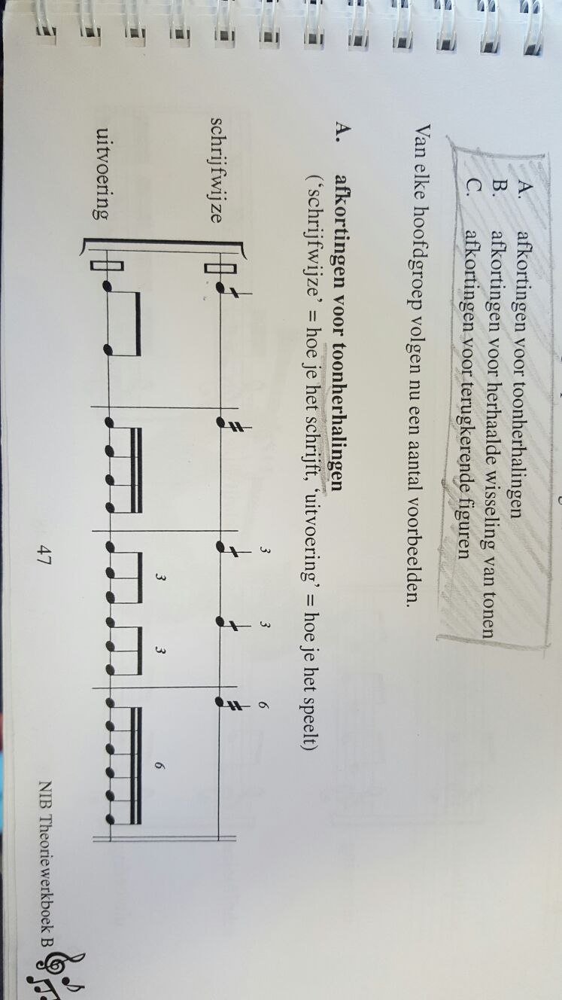 A. afkortingen voor toonherhalingen
B. afkortingen voor herhaalde wisseling van tonen
C. afkortingen voor terugkerende figuren
Van elke hoofdgroep volgen nu een aantal voorbeelden.
A. afkortingen voor toonherhalingen
('schrijfwijze' = hoe je het schrijft, 'uitvoering' = hoe je het speelt)
3 3 6
schrijfwijze
3 3 6
uitvoering
47
NIB Theoriewerkboek B